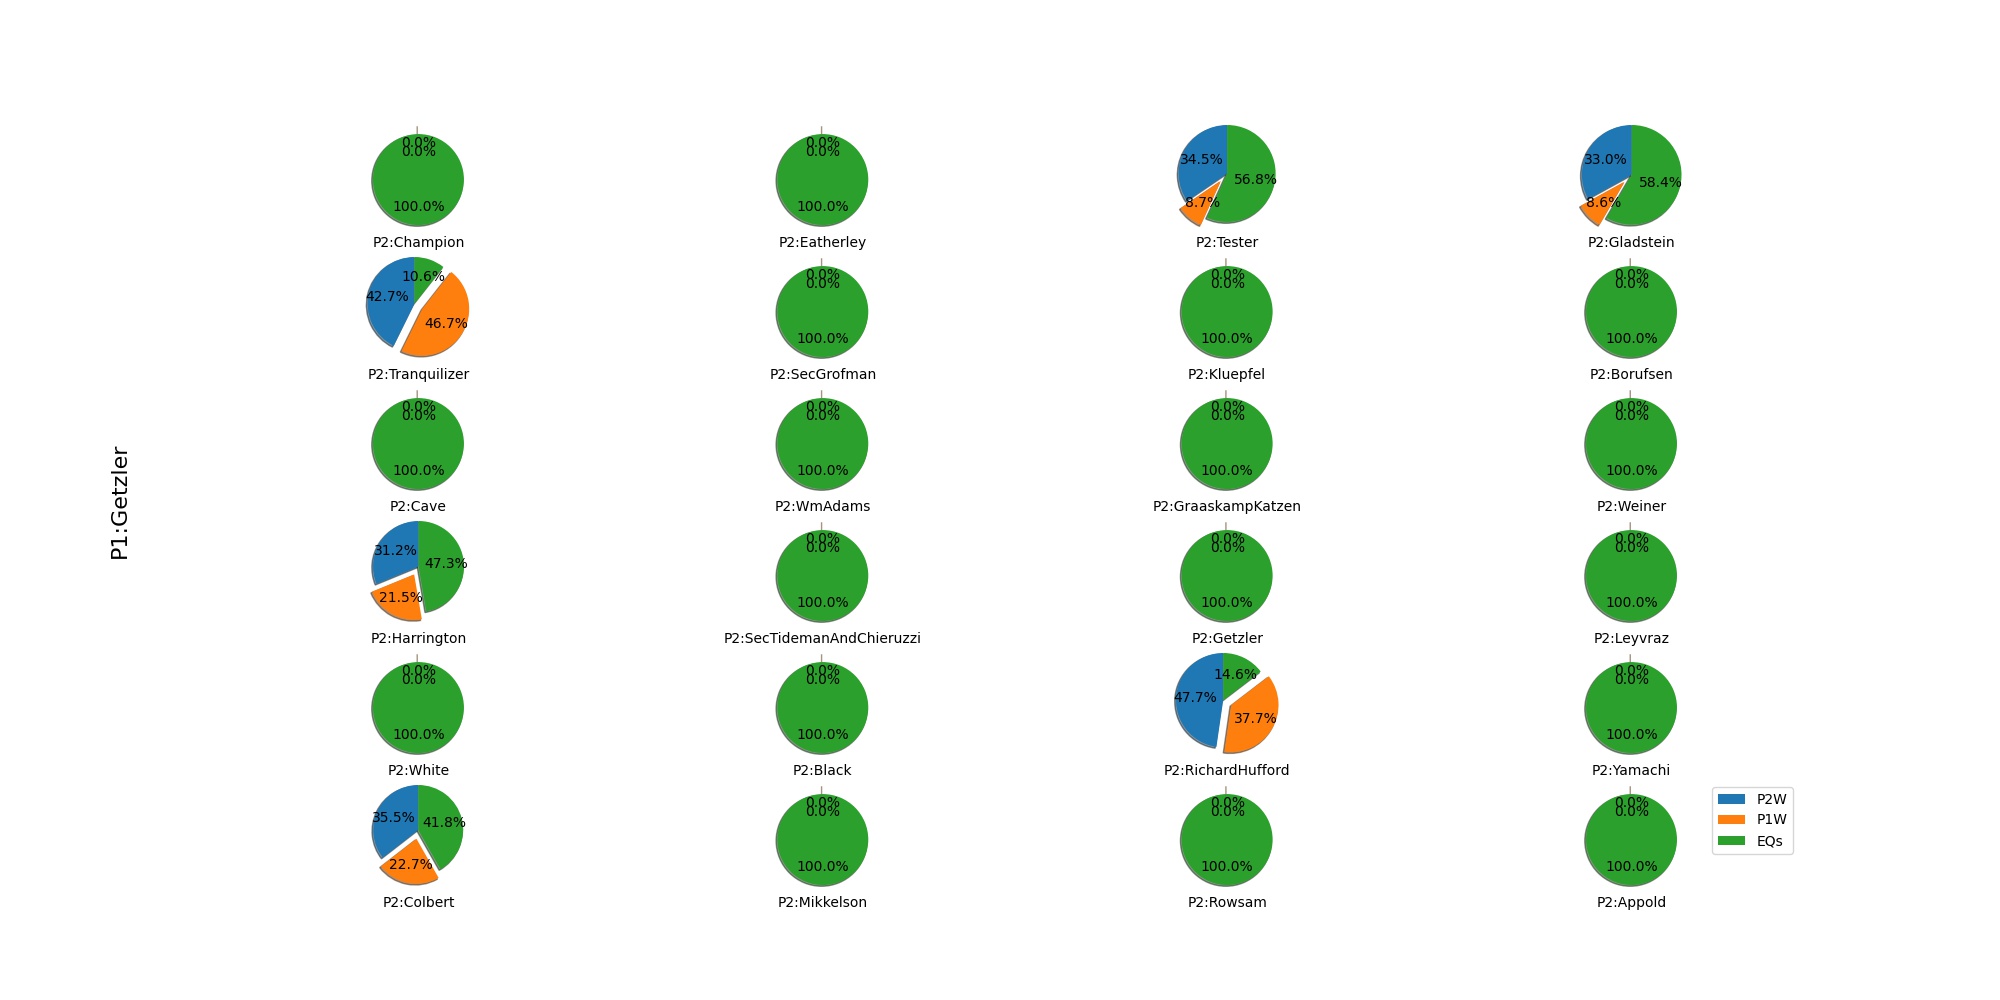 0.0%
0.0%
100.0%
P2:Champion
0.0%
0.0%
100.0%
P2:Eatherley
34.5%
56.8%
8.7%
P2:Tester
33.0%
58.4%
8.6%
P2:Gladstein
10.6%
42.7%
46.7%
P2:Tranquilizer
0.0%
0.0%
100.0%
P2:SecGrofman
0.0%
0.0%
100.0%
P2:Kluepfel
0.0%
0.0%
100.0%
P2:Borufsen
P1:Getzler
0.0%
0.0%
100.0%
P2:Cave
0.0%
0.0%
100.0%
P2:WmAdams
0.0%
0.0%
100.0%
P2:GraaskampKatzen
0.0%
0.0%
100.0%
P2:Weiner
31.2%
47.3%
21.5%
P2:Harrington
0.0%
0.0%
100.0%
P2:SecTidemanAndChieruzzi
0.0%
0.0%
100.0%
P2:Getzler
0.0%
0.0%
100.0%
P2:Leyvraz
0.0%
0.0%
100.0%
P2:White
0.0%
0.0%
100.0%
P2:Black
14.6%
47.7%
37.7%
P2:RichardHufford
0.0%
0.0%
100.0%
P2:Yamachi
35.5%
41.8%
22.7%
P2:Colbert
0.0%
0.0%
100.0%
P2:Mikkelson
0.0%
0.0%
100.0%
P2:Rowsam
0.0%
0.0%
100.0%
P2:Appold
P2W
P1W
EQs